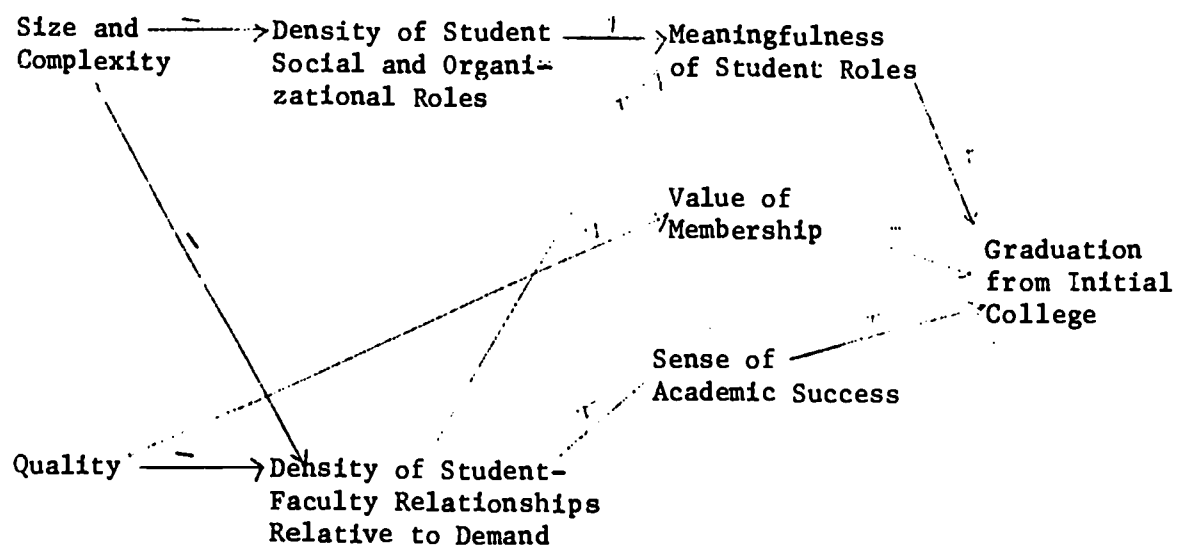 Size and
Complexity
Density of Student
Social and Organi-
zational Roles
Meaningfulness
of Student Roles
Value of
Membership
Graduation
from Initial
College
Sense of
Academic Success
Quality
Density of Student-
Faculty Relationships
Relative to Demand